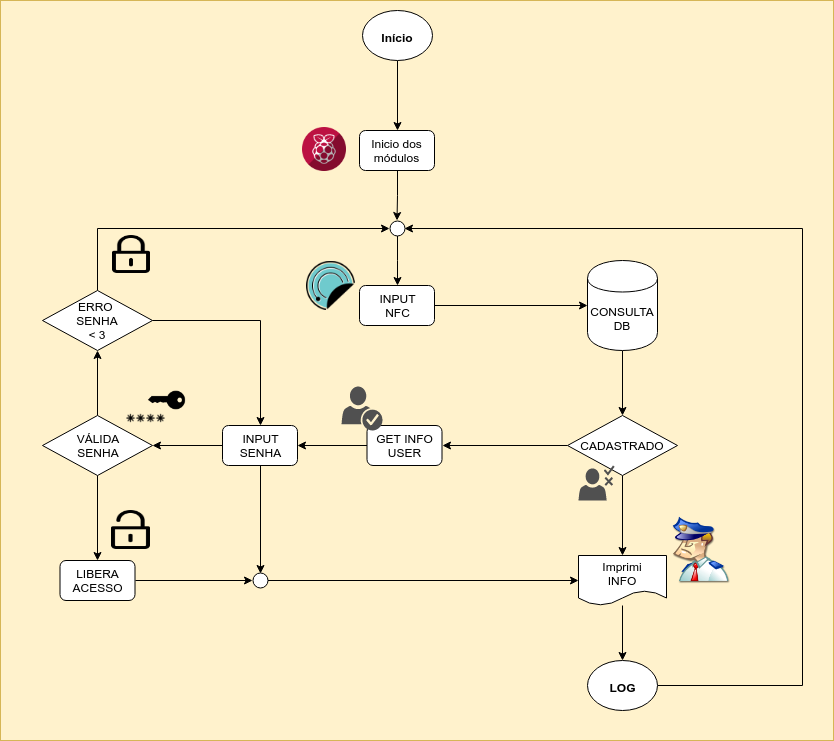 Início
Inicio dos
módulos
INPUT
NFC
CONSULTA
DB
ERRO
SENHA
< 3
VÁLIDA
SENHA
****
INPUT
SENHA
GET INFO
USER
CADASTRADO
LIBERA
ACESSO
Imprimi
INFO
LOG